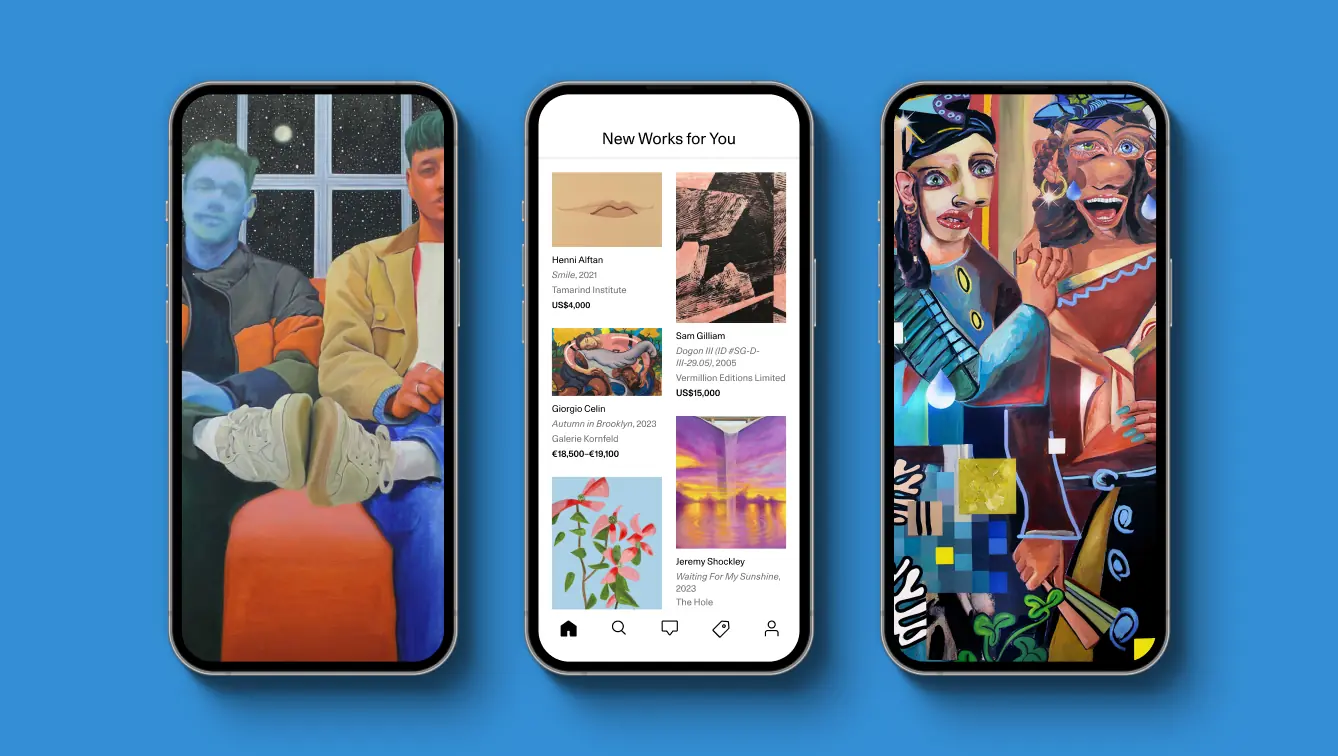 New Works for You
Henni Alftan
Smile, 2021
Tamarind Institute
US$4,000
Giorgio Celin
Autumn in Brooklyn, 2023
Galerie Kornfeld
€18,500–€19,100
Sam Gilliam
Dogon III (ID #SG-D-
III-29.05), 2005
Vermillion Editions Limited
US$15,000
Jeremy Shockley
Waiting For My Sunshine,
2023
The Hole